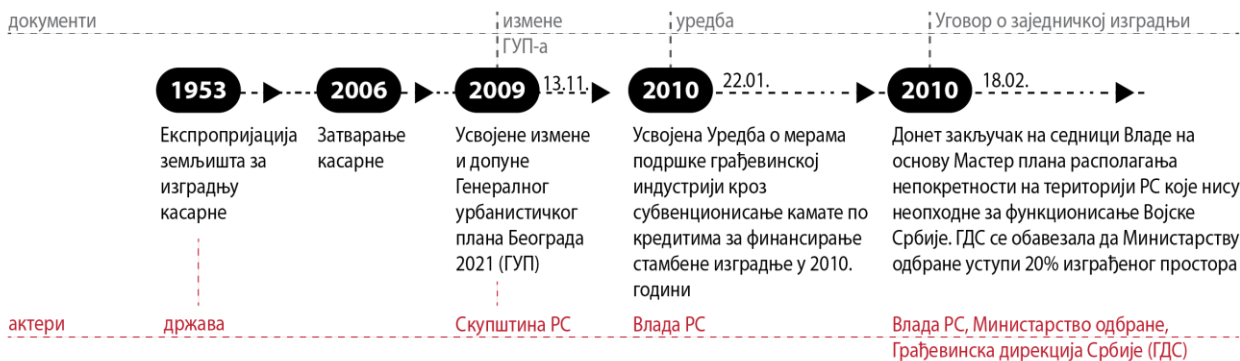 документи
измене
ГУП-а
уредба
Уговор о заједничкој изградњи
1953
2006
2009
13.11.
2010
22.01.
2010
18.02.
Експропријација
земљишта за
изградњу
касарне
Затварање
касарне
Усвојене измене
и допуне
Генералног
урбанистичког
плана Београда
2021 (ГУП)
Усвојена Уредба о мерама
подршке грађевинској
индустрији кроз
субвенционисање камате по
кредитима за финансирање
стамбене изградње у 2010.
години
Донет закључак на седници Владе на
основу Мастер плана располагања
непокретности на територији РС које нису
неопходне за функционисање Војске
Србије. ГДС се обавезала да Министарству
одбране уступи 20% изграђеног простора
актери
држава
Скупштина РС
Влада РС
Влада РС, Министарство одбране,
Грађевинска дирекција Србије (ГДС)